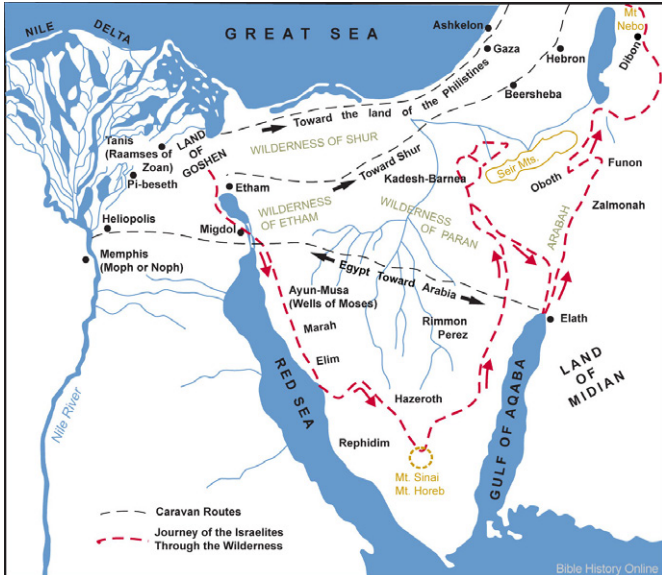 NILE DELTA
GREAT SEA
Ashkelon
Gaza
Hebron
Beersheba
Mt
Nebo
Dibon
Toward the land of the Philistines
Tanis
(Raamses of
Zoan)
Pi-beseth
LAND
OF
GOSHEN
WILDERNESS OF SHUR
Toward Shur
Kadesh-Barnea
Seir Mts.
Oboth
Funon
Zalmonah
Etham
WILDERNESS
OF ETHAM
WILDERNESS
OF PARAN
ARABAH
Heliopolis
Migdol
Memphis
(Moph or Noph)
Egypt Toward Arabia
Ayun-Musa
(Wells of Moses)
Marah
Elim
Rimmon
Perez
Elath
LAND
OF
MIDIAN
RED SEA
Hazeroth
Rephidim
GULF OF AQABA
Mt. Sinai
Mt. Horeb
Nile River
Caravan Routes
Journey of the Israelites
Through the Wilderness
Bible History Online